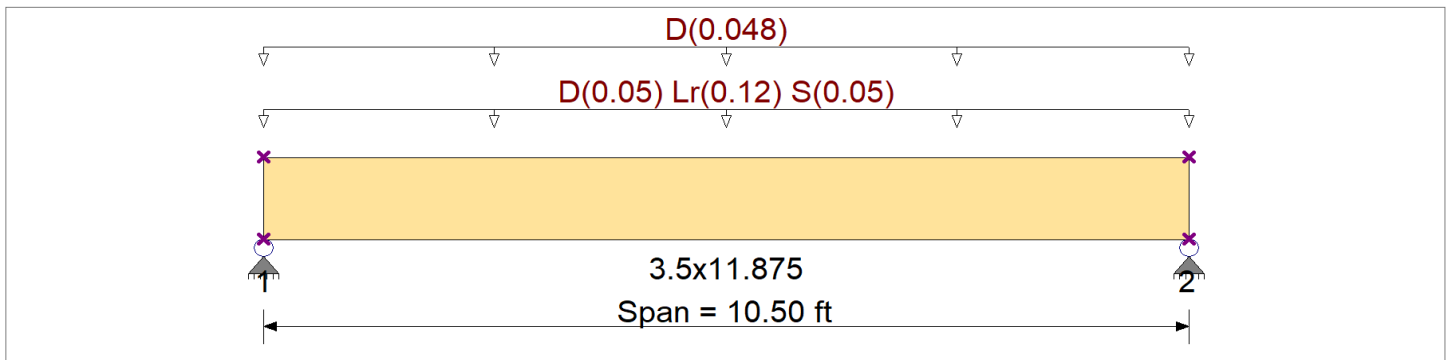 D(0.048)
D(0.05) Lr(0.12) S(0.05)
3.5x11.875
1
2
Span = 10.50 ft